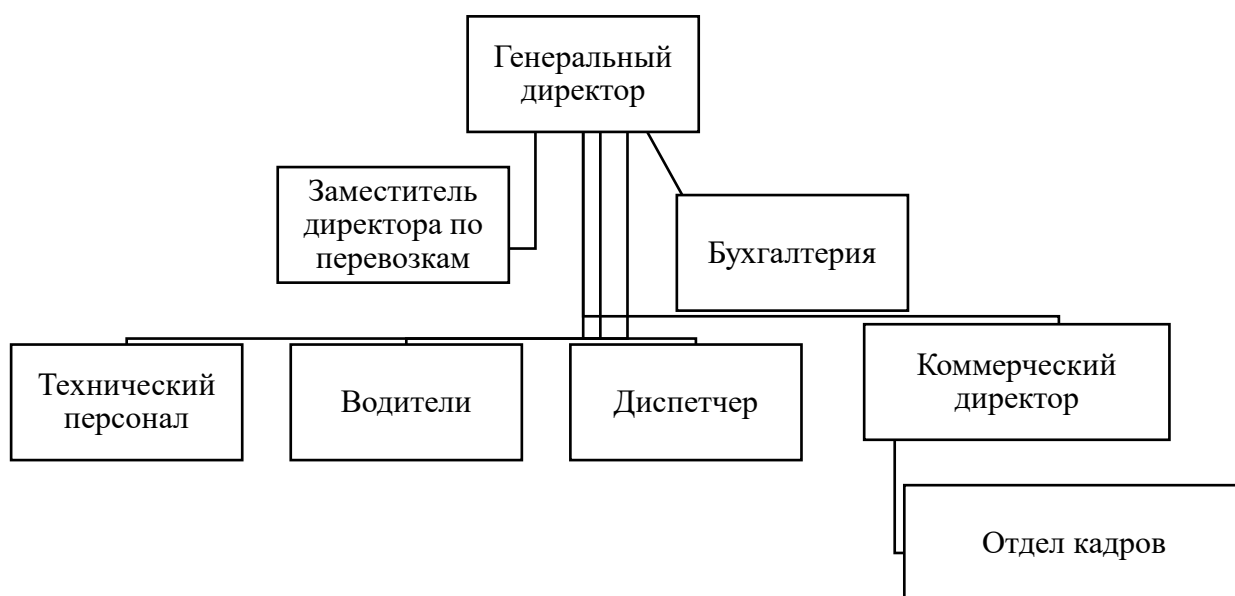 Генеральный
директор
Заместитель
директора по
перевозкам
Бухгалтерия
Технический
персонал
Водители
Диспетчер
Коммерческий
директор
Отдел кадров